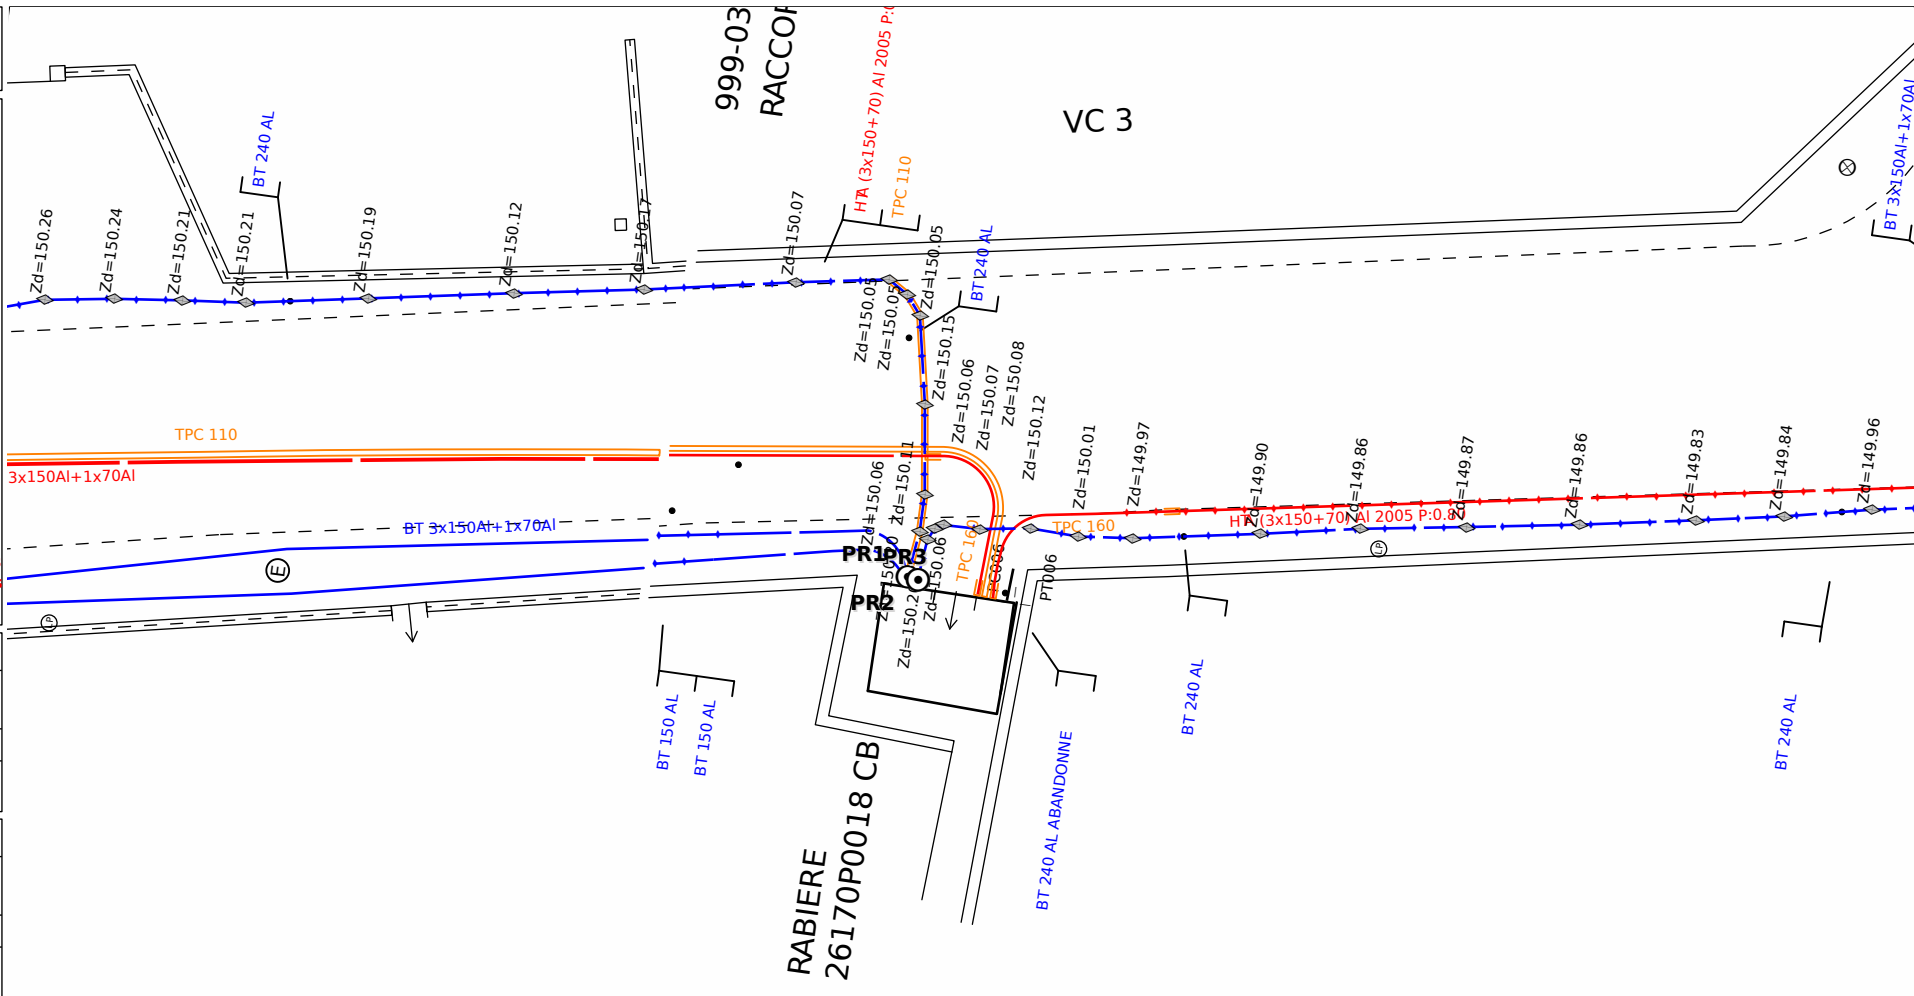 999-03
RACCOR
HTA (3x150+70) Al 2005 P:
TPC 110
VC 3
BT 240 AL
BT 3x150Al+1x70Al
Zd=150.26
Zd=150.24
Zd=150.21
Zd=150.21
Zd=150.19
Zd=150.12
Zd=150.17
Zd=150.07
Zd=150.05
BT 240 AL
Zd=150.05
Zd=150.05
Zd=150.15
Zd=150.06
Zd=150.07
Zd=150.08
Zd=150.12
TPC 110
3x150Al+1x70Al
Zd=150.06
Zd=150.11
Zd=150.01
Zd=149.97
Zd=149.90
Zd=149.86
Zd=149.87
Zd=149.86
Zd=149.83
Zd=149.84
Zd=149.96
BT 3x150Al+1x70Al
TPC 160
HTA (3x150+70) Al 2005 P:0.8
TPC 160
PR1
PR3
PR2
Zd=150.06
Zd=150.2
PT006
E
LP
LP
BT 150 AL
BT 150 AL
BT 240 AL
BT 240 AL
BT 240 AL ABANDONNE
RABIERE
26170P0018 CB